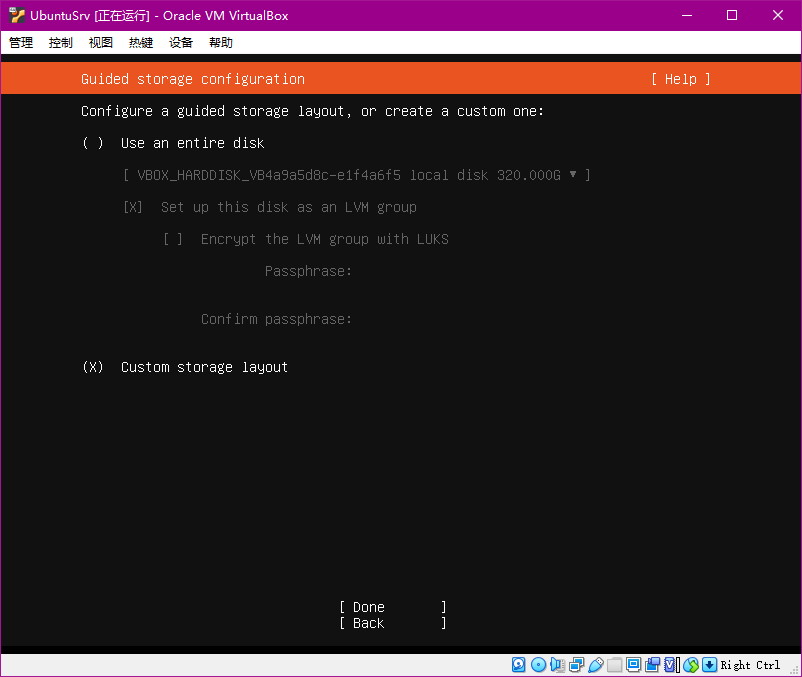 UbuntuSrv [正在运行] - Oracle VM VirtualBox
管理 控制 视图 热键 设备 帮助
Guided storage configuration [ Help ]
Configure a guided storage layout, or create a custom one:
( ) Use an entire disk
[ VBOX_HARDDISK_VB4a9a5d8c-e1f4a6f5 local disk 320.000G ▾ ]
[X] Set up this disk as an LVM group
[ ] Encrypt the LVM group with LUKS
Passphrase:
Confirm passphrase:
(X) Custom storage layout
[ Done ]
[ Back ]
Right Ctrl